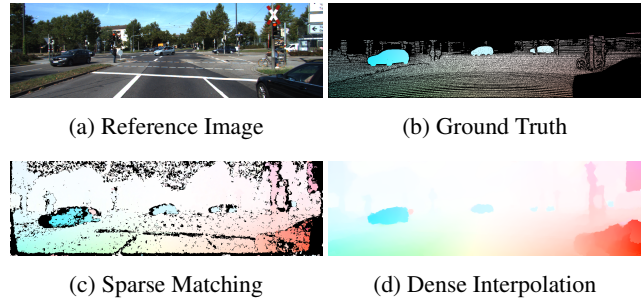 (a) Reference Image
(b) Ground Truth
(c) Sparse Matching
(d) Dense Interpolation